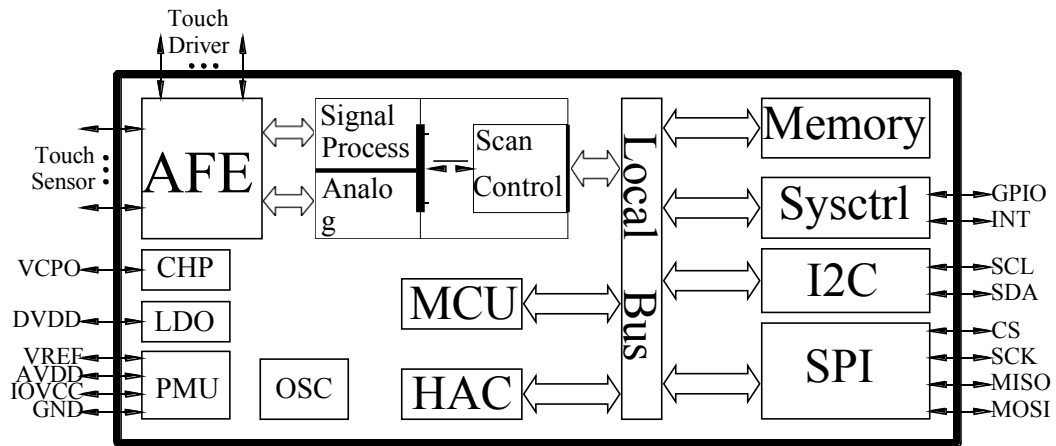 Touch
Driver
Touch
Sensor
AFE
Signal
Process
Analo
g
Scan
Control
Local Bus
Memory
Sysctrl
GPIO
INT
VCPO
CHP
I2C
SCL
SDA
MCU
DVDD
LDO
SPI
CS
SCK
MISO
MOSI
VREF
AVDD
IOVCC
GND
PMU
OSC
HAC